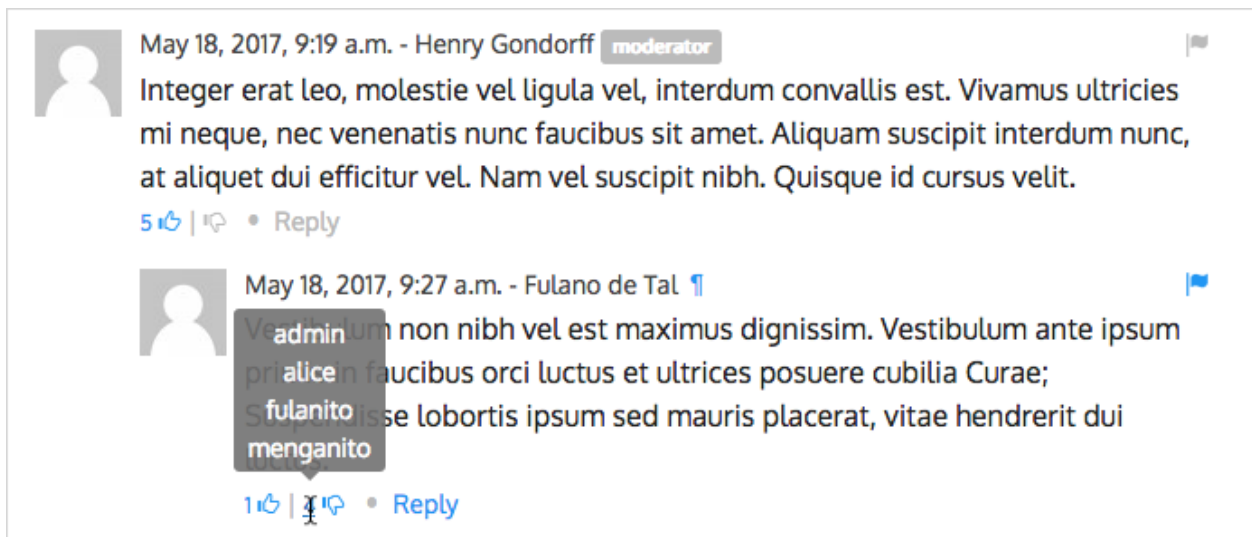 May 18, 2017, 9:19 a.m. - Henry Gondorff moderator
Integer erat leo, molestie vel ligula vel, interdum convallis est. Vivamus ultricies
mi neque, nec venenatis nunc faucibus sit amet. Aliquam suscipit interdum nunc,
at aliquet dui efficitur vel. Nam vel suscipit nibh. Quisque id cursus velit.
5 | • Reply
May 18, 2017, 9:27 a.m. - Fulano de Tal ¶
non nibh vel est maximus dignissim. Vestibulum ante ipsum
faucibus orci luctus et ultrices posuere cubilia Curae;
lobortis ipsum sed mauris placerat, vitae hendrerit dui
admin
alice
fulanito
menganito
1 | • Reply